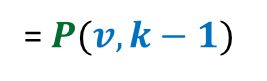 = P(v, k − 1)